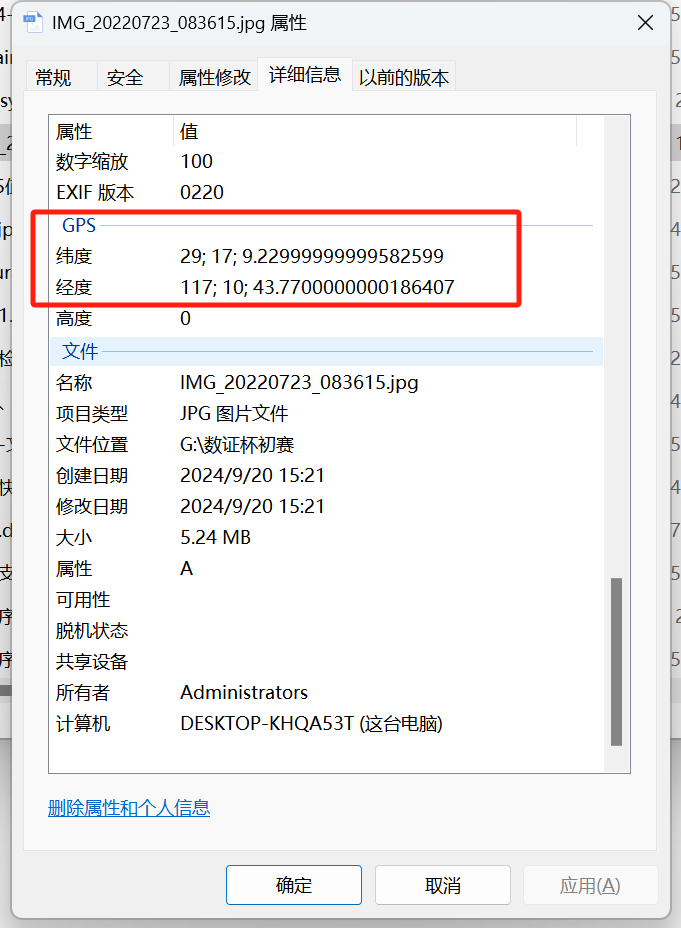 IMG_20220723_083615.jpg 属性
常规 安全 属性修改 详细信息 以前的版本
属性 值
数字缩放 100
EXIF 版本 0220
GPS
纬度 29; 17; 9.22999999999582599
经度 117; 10; 43.7700000000186407
高度 0
文件
名称 IMG_20220723_083615.jpg
项目类型 JPG 图片文件
文件位置 G:\数证杯初赛
创建日期 2024/9/20 15:21
修改日期 2024/9/20 15:21
大小 5.24 MB
属性 A
可用性
脱机状态
共享设备
所有者 Administrators
计算机 DESKTOP-KHQA53T (这台电脑)
删除属性和个人信息
确定 取消 应用(A)